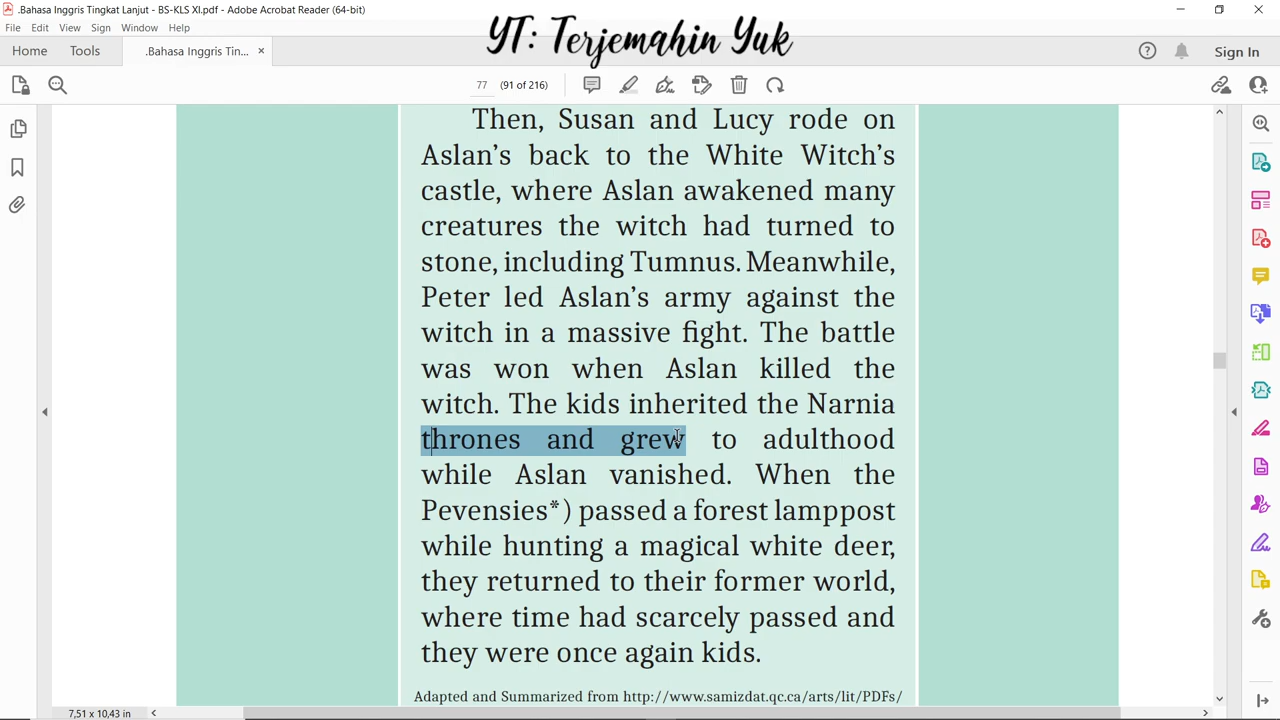 .Bahasa Inggris Tingkat Lanjut - BS-KLS XI.pdf - Adobe Acrobat Reader (64-bit)
YT: Terjemahin Yuk
File Edit View Sign Window Help
Home Tools .Bahasa Inggris Tin... × Sign In
77 (91 of 216)
Then, Susan and Lucy rode on
Aslan’s back to the White Witch’s
castle, where Aslan awakened many
creatures the witch had turned to
stone, including Tumnus. Meanwhile,
Peter led Aslan’s army against the
witch in a massive fight. The battle
was won when Aslan killed the
witch. The kids inherited the Narnia
thrones and grew to adulthood
while Aslan vanished. When the
Pevensies*) passed a forest lamppost
while hunting a magical white deer,
they returned to their former world,
where time had scarcely passed and
they were once again kids.
Adapted and Summarized from http://www.samizdat.qc.ca/arts/lit/PDFs/
7,51 x 10,43 in